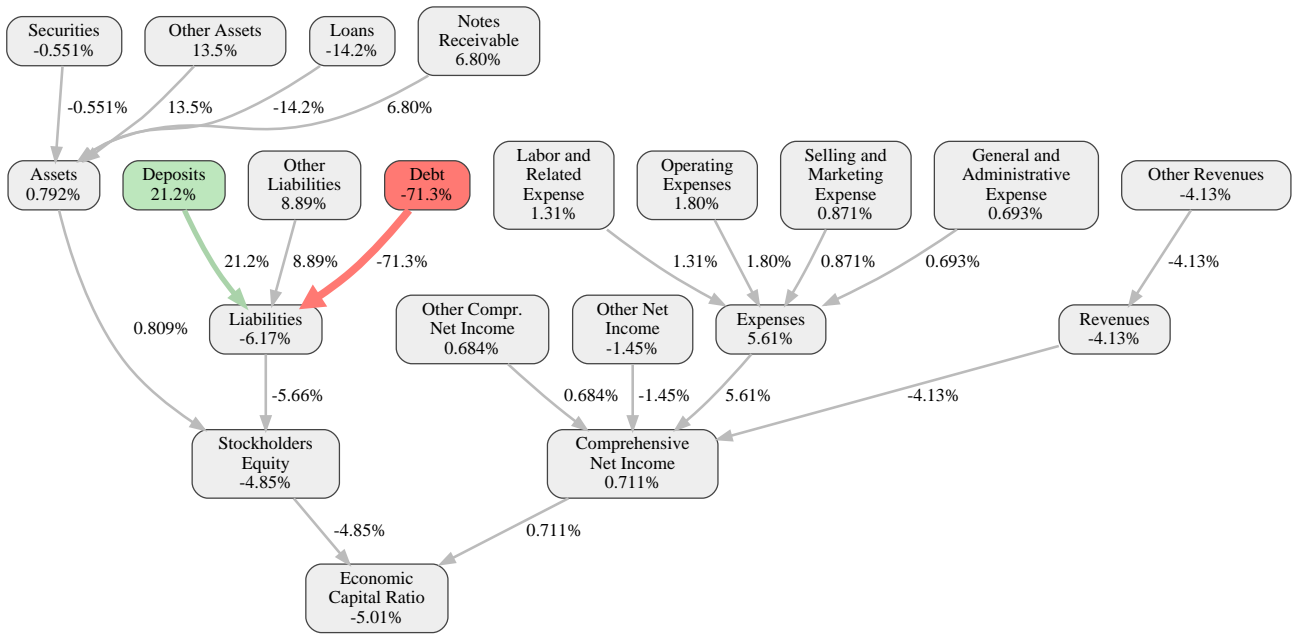 Securities
-0.551%
Other Assets
13.5%
Loans
-14.2%
Notes
Receivable
6.80%
-0.551%
13.5%
-14.2%
6.80%
Assets
0.792%
Deposits
21.2%
Other
Liabilities
8.89%
Debt
-71.3%
Labor and
Related
Expense
1.31%
Operating
Expenses
1.80%
Selling and
Marketing
Expense
0.871%
General and
Administrative
Expense
0.693%
Other Revenues
-4.13%
21.2%
8.89%
-71.3%
1.31%
1.80%
0.871%
0.693%
-4.13%
0.809%
Liabilities
-6.17%
Other Compr.
Net Income
0.684%
Other Net
Income
-1.45%
Expenses
5.61%
Revenues
-4.13%
-5.66%
0.684%
-1.45%
5.61%
-4.13%
Stockholders
Equity
-4.85%
Comprehensive
Net Income
0.711%
-4.85%
0.711%
Economic
Capital Ratio
-5.01%